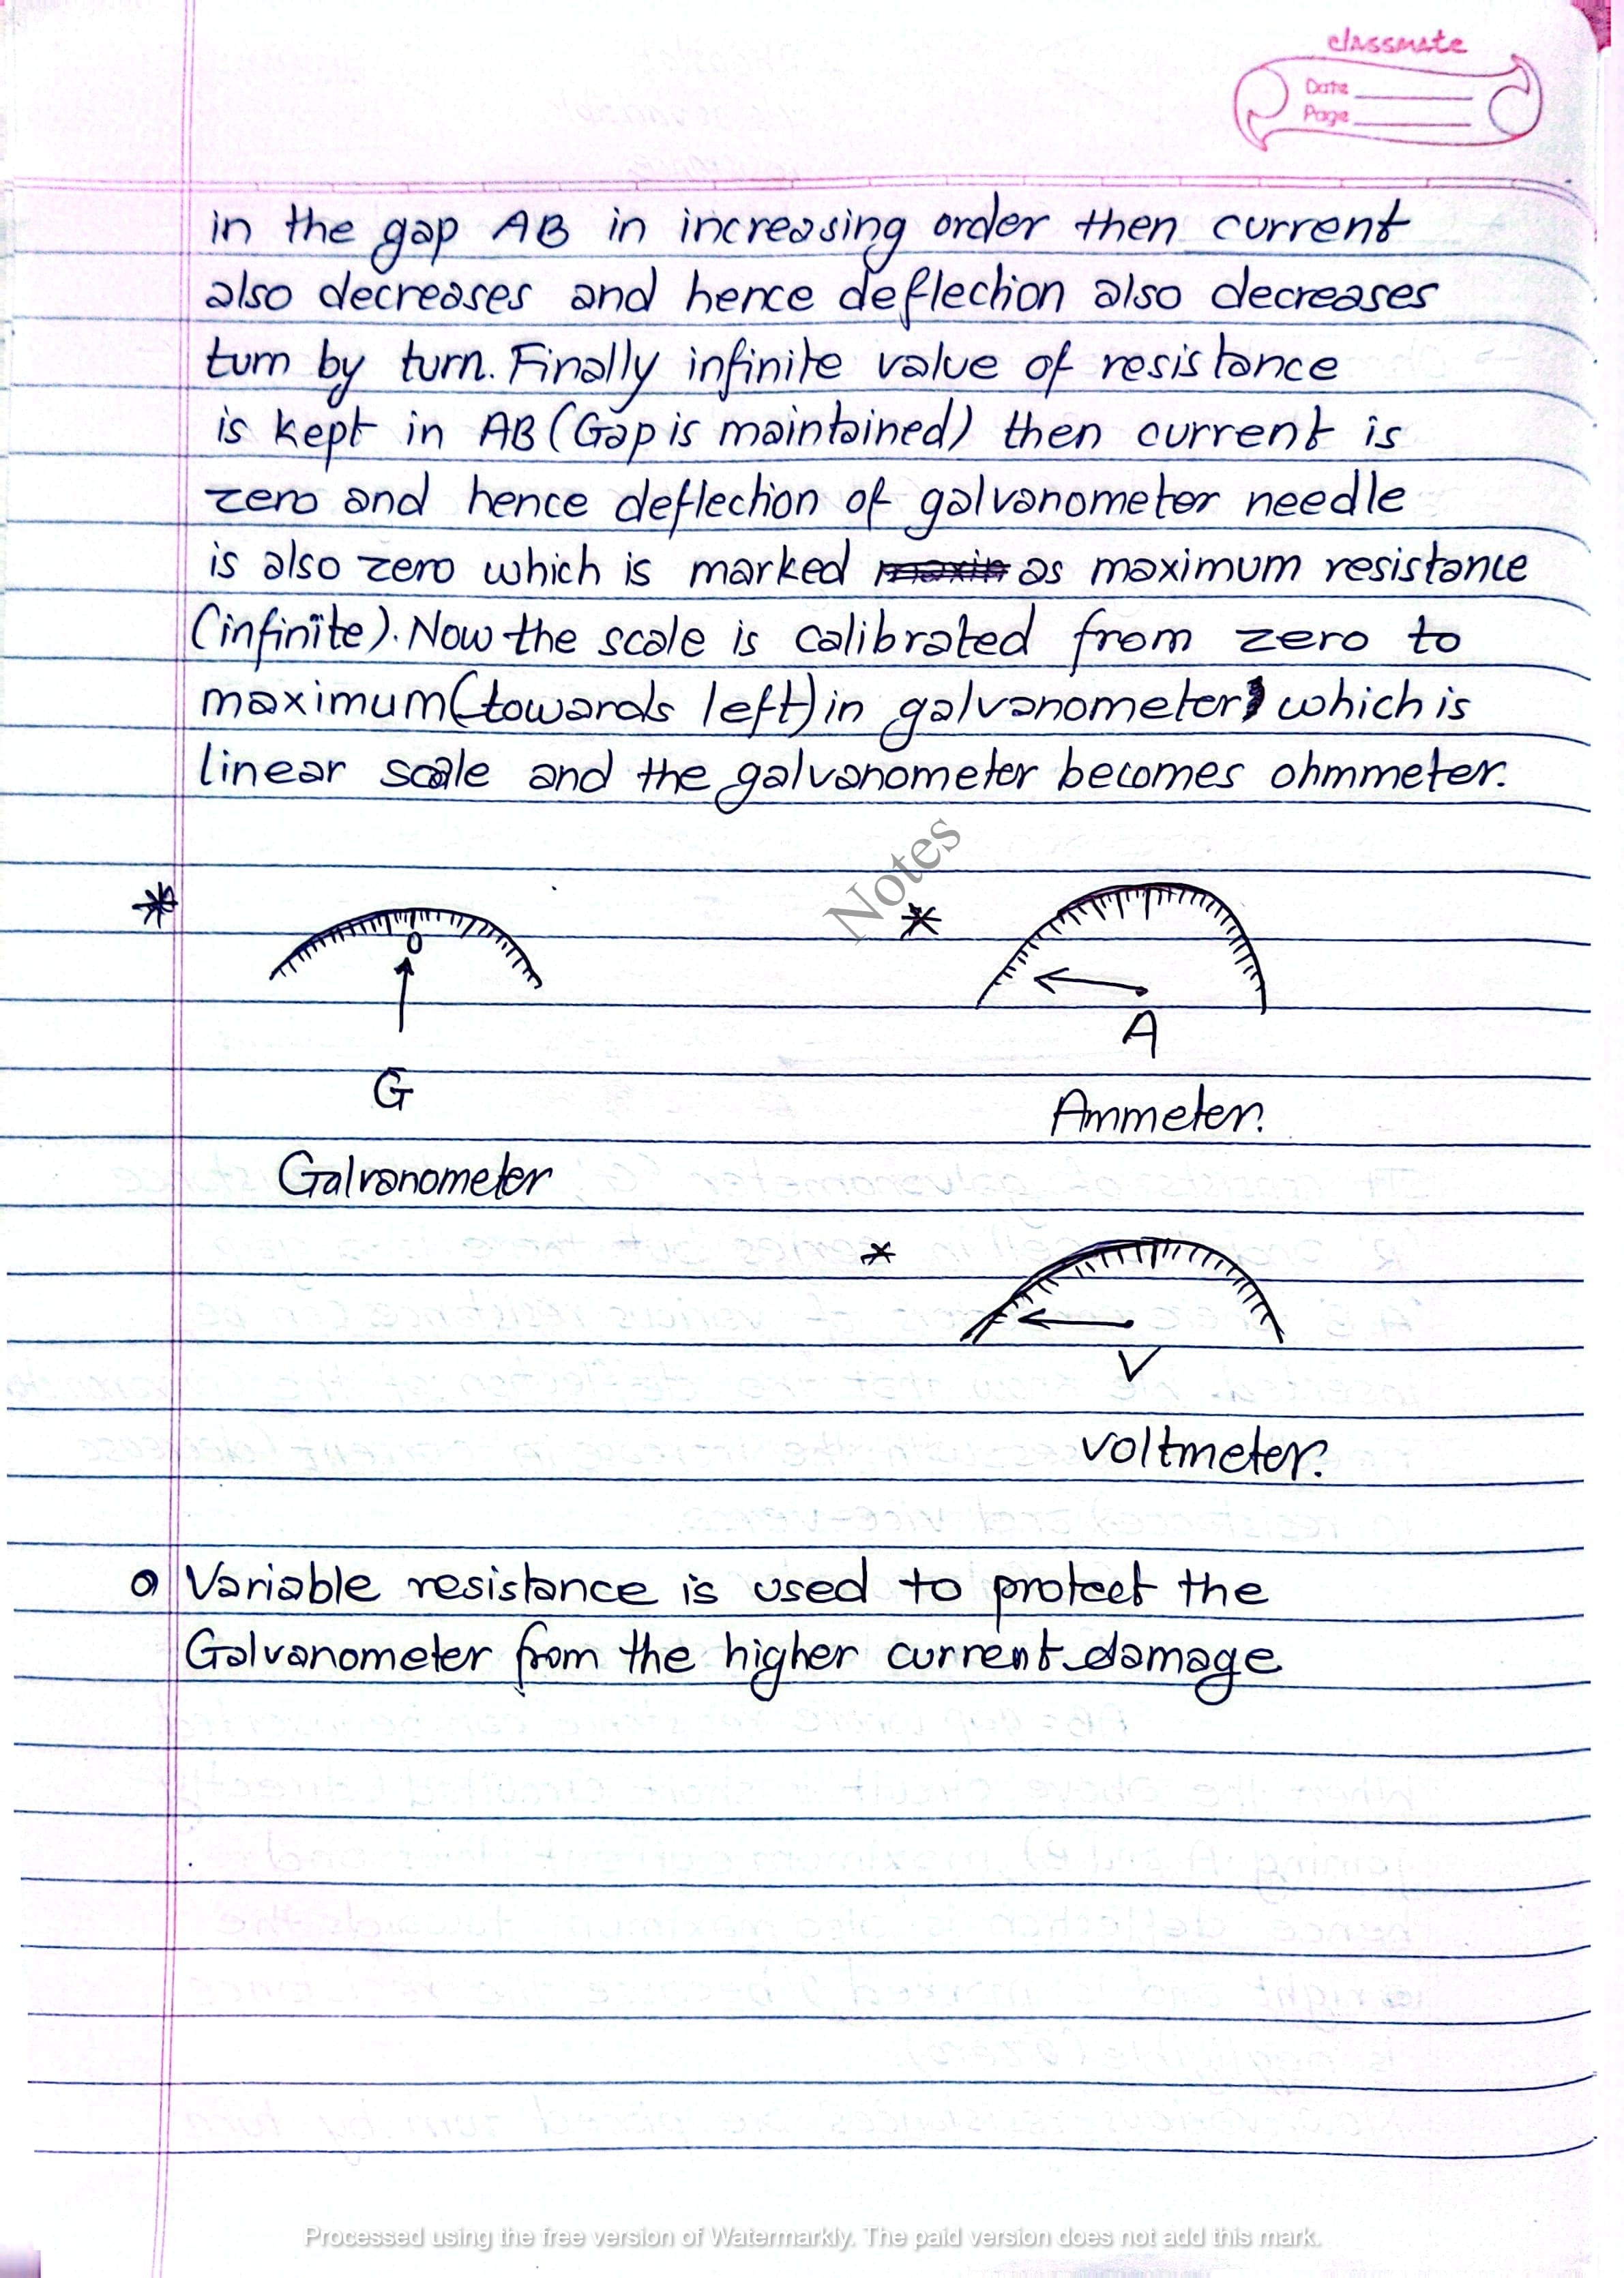 classmate
Date
Page
in the gap AB in increasing order then current
also decreases and hence deflection also decreases
turn by turn. Finally infinite value of resistance
is kept in AB (Gap is maintained) then current is
zero and hence deflection of galvanometer needle
is also zero which is marked as maximum resistance
(infinite). Now the scale is calibrated from zero to
maximum (towards left) in galvanometer, which is
linear scale and the galvanometer becomes ohmmeter.
Notes
* *
0
A
G
Ammeter.
Galvanometer
*
V
voltmeter.
o Variable resistance is used to protect the
Galvanometer from the higher current damage
Processed using the free version of Watermarkly. The paid version does not add this mark.